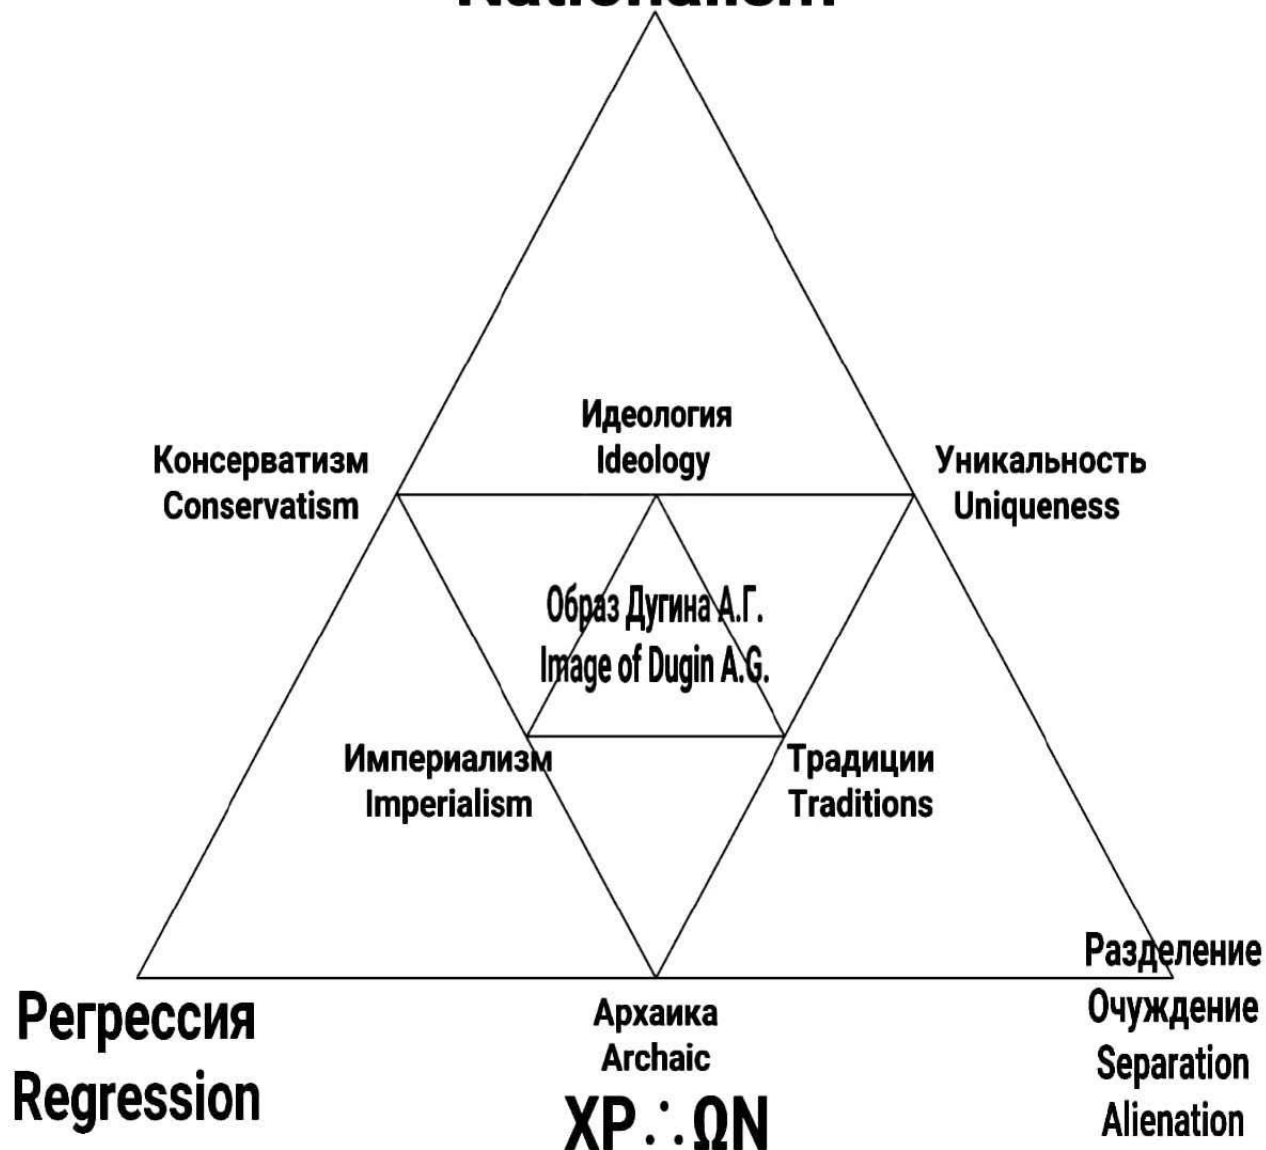 Nationalism
Идеология
Ideology
Консерватизм
Conservatism
Уникальность
Uniqueness
Образ Дугина А.Г.
Image of Dugin A.G.
Империализм
Imperialism
Традиции
Traditions
Регрессия
Regression
Архаика
Archaic
ΧΡ∴ΩΝ
Разделение
Очуждение
Separation
Alienation